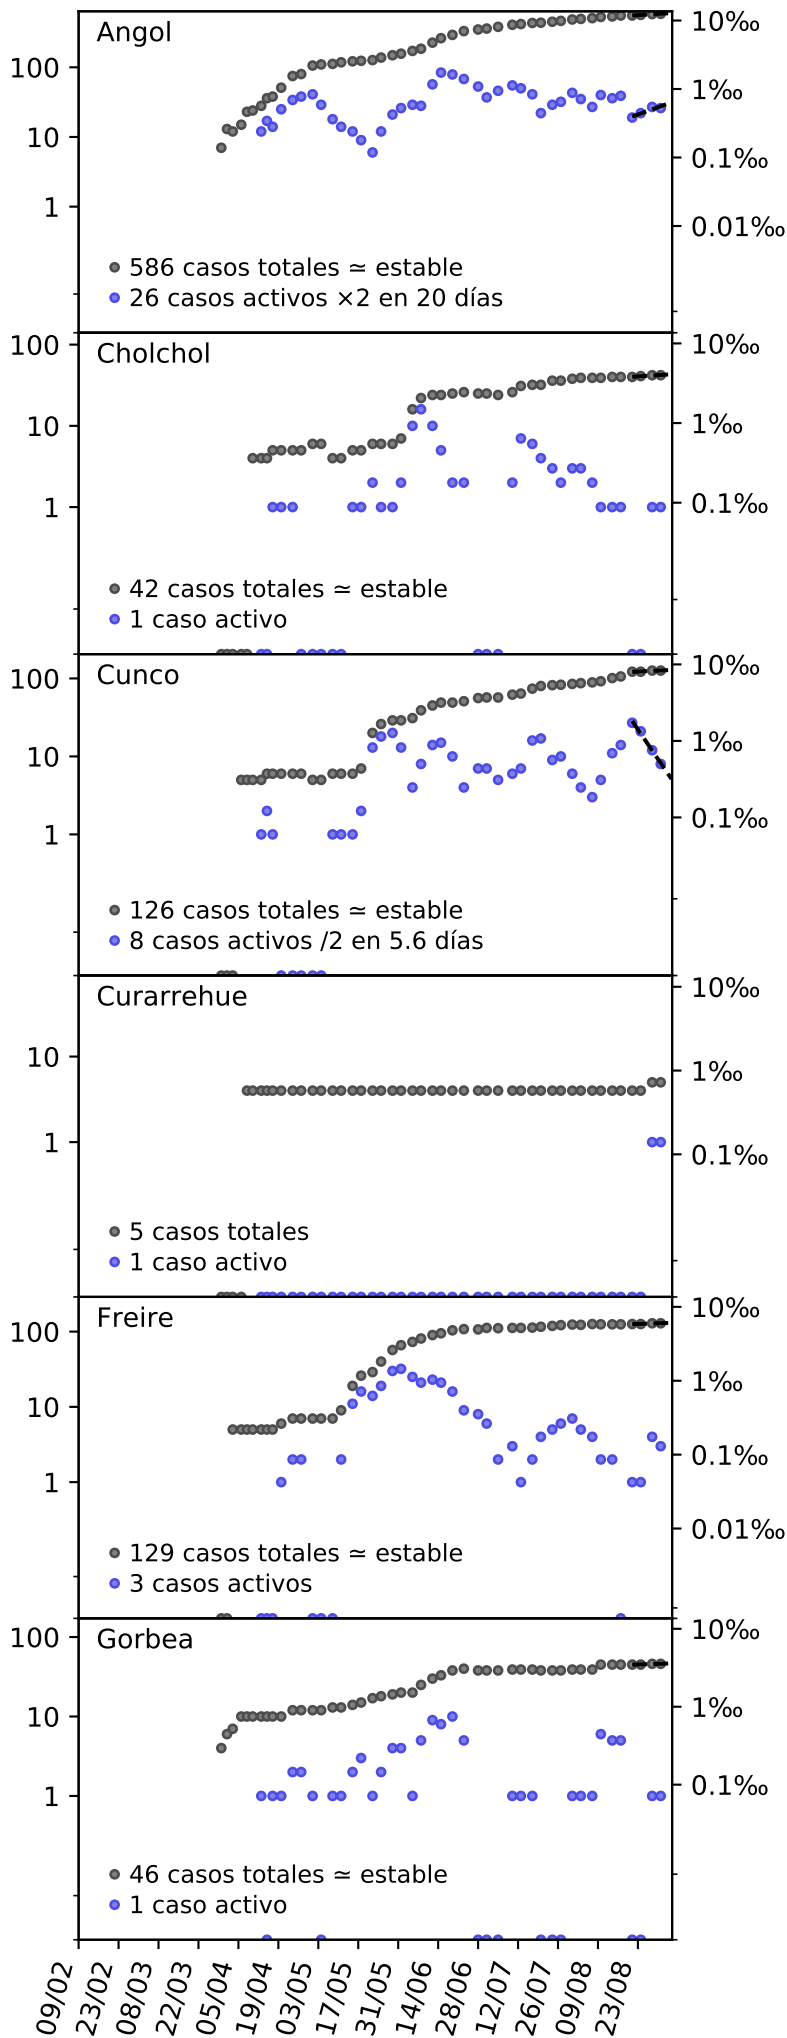 Angol
100
10
1
10‰
1‰
0.1‰
0.01‰
586 casos totales ≃ estable
26 casos activos ×2 en 20 días
Cholchol
100
10
1
10‰
1‰
0.1‰
42 casos totales ≃ estable
1 caso activo
Cunco
100
10
1
10‰
1‰
0.1‰
126 casos totales ≃ estable
8 casos activos /2 en 5.6 días
Curarrehue
10
1
10‰
1‰
0.1‰
5 casos totales
1 caso activo
Freire
100
10
1
10‰
1‰
0.1‰
0.01‰
129 casos totales ≃ estable
3 casos activos
Gorbea
100
10
1
10‰
1‰
0.1‰
46 casos totales ≃ estable
1 caso activo
09/02
23/02
08/03
22/03
05/04
19/04
03/05
17/05
31/05
14/06
28/06
12/07
26/07
09/08
23/08